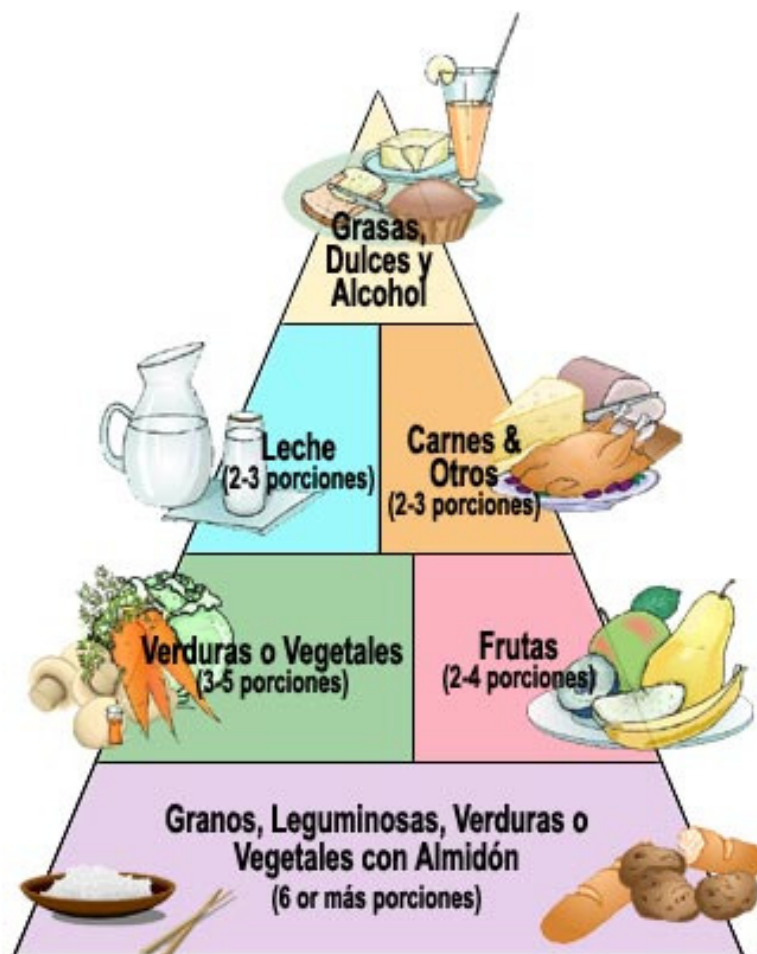 Grasas,
Dulces y
Alcohol
Leche
(2-3 porciones)
Carnes &
Otros
(2-3 porciones)
Verduras o Vegetales
(3-5 porciones)
Frutas
(2-4 porciones)
Granos, Leguminosas, Verduras o
Vegetales con Almidón
(6 or más porciones)